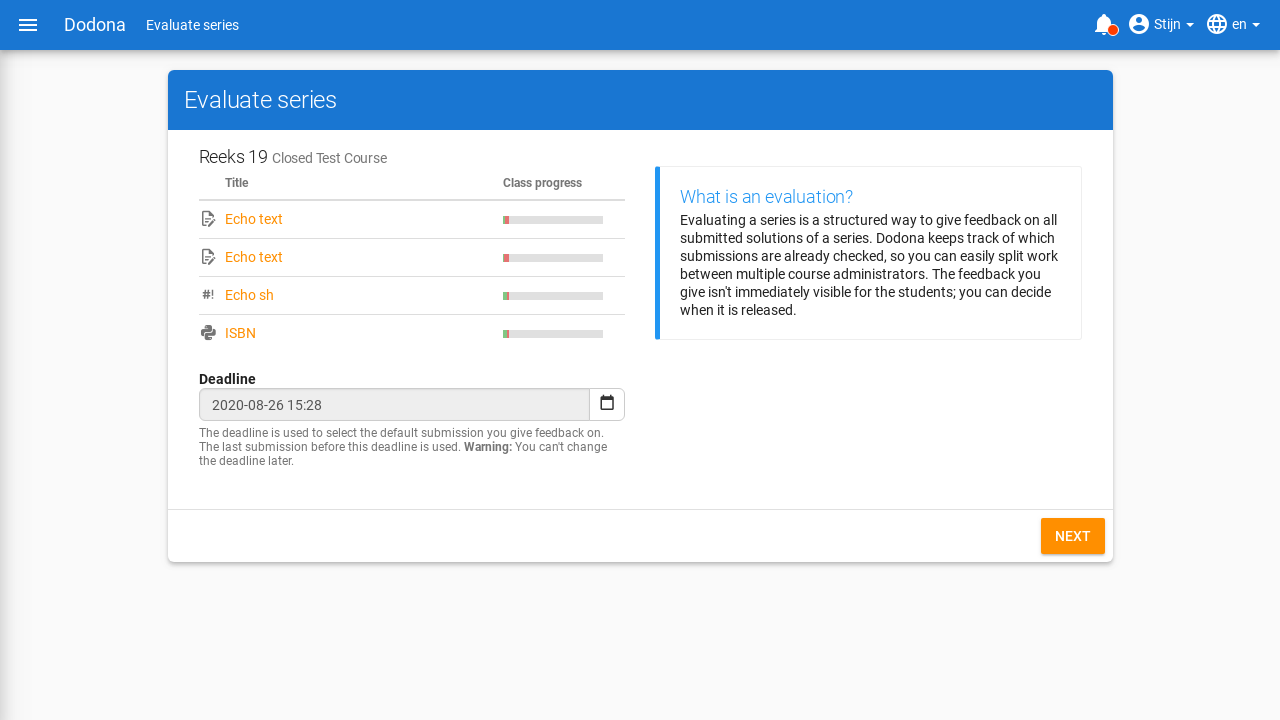 Dodona Evaluate series Stijn en
Evaluate series
Reeks 19 Closed Test Course
Title Class progress
Echo text
Echo text
#! Echo sh
ISBN
Deadline
2020-08-26 15:28
The deadline is used to select the default submission you give feedback on.
The last submission before this deadline is used. Warning: You can't change
the deadline later.
What is an evaluation?
Evaluating a series is a structured way to give feedback on all
submitted solutions of a series. Dodona keeps track of which
submissions are already checked, so you can easily split work
between multiple course administrators. The feedback you
give isn't immediately visible for the students; you can decide
when it is released.
NEXT